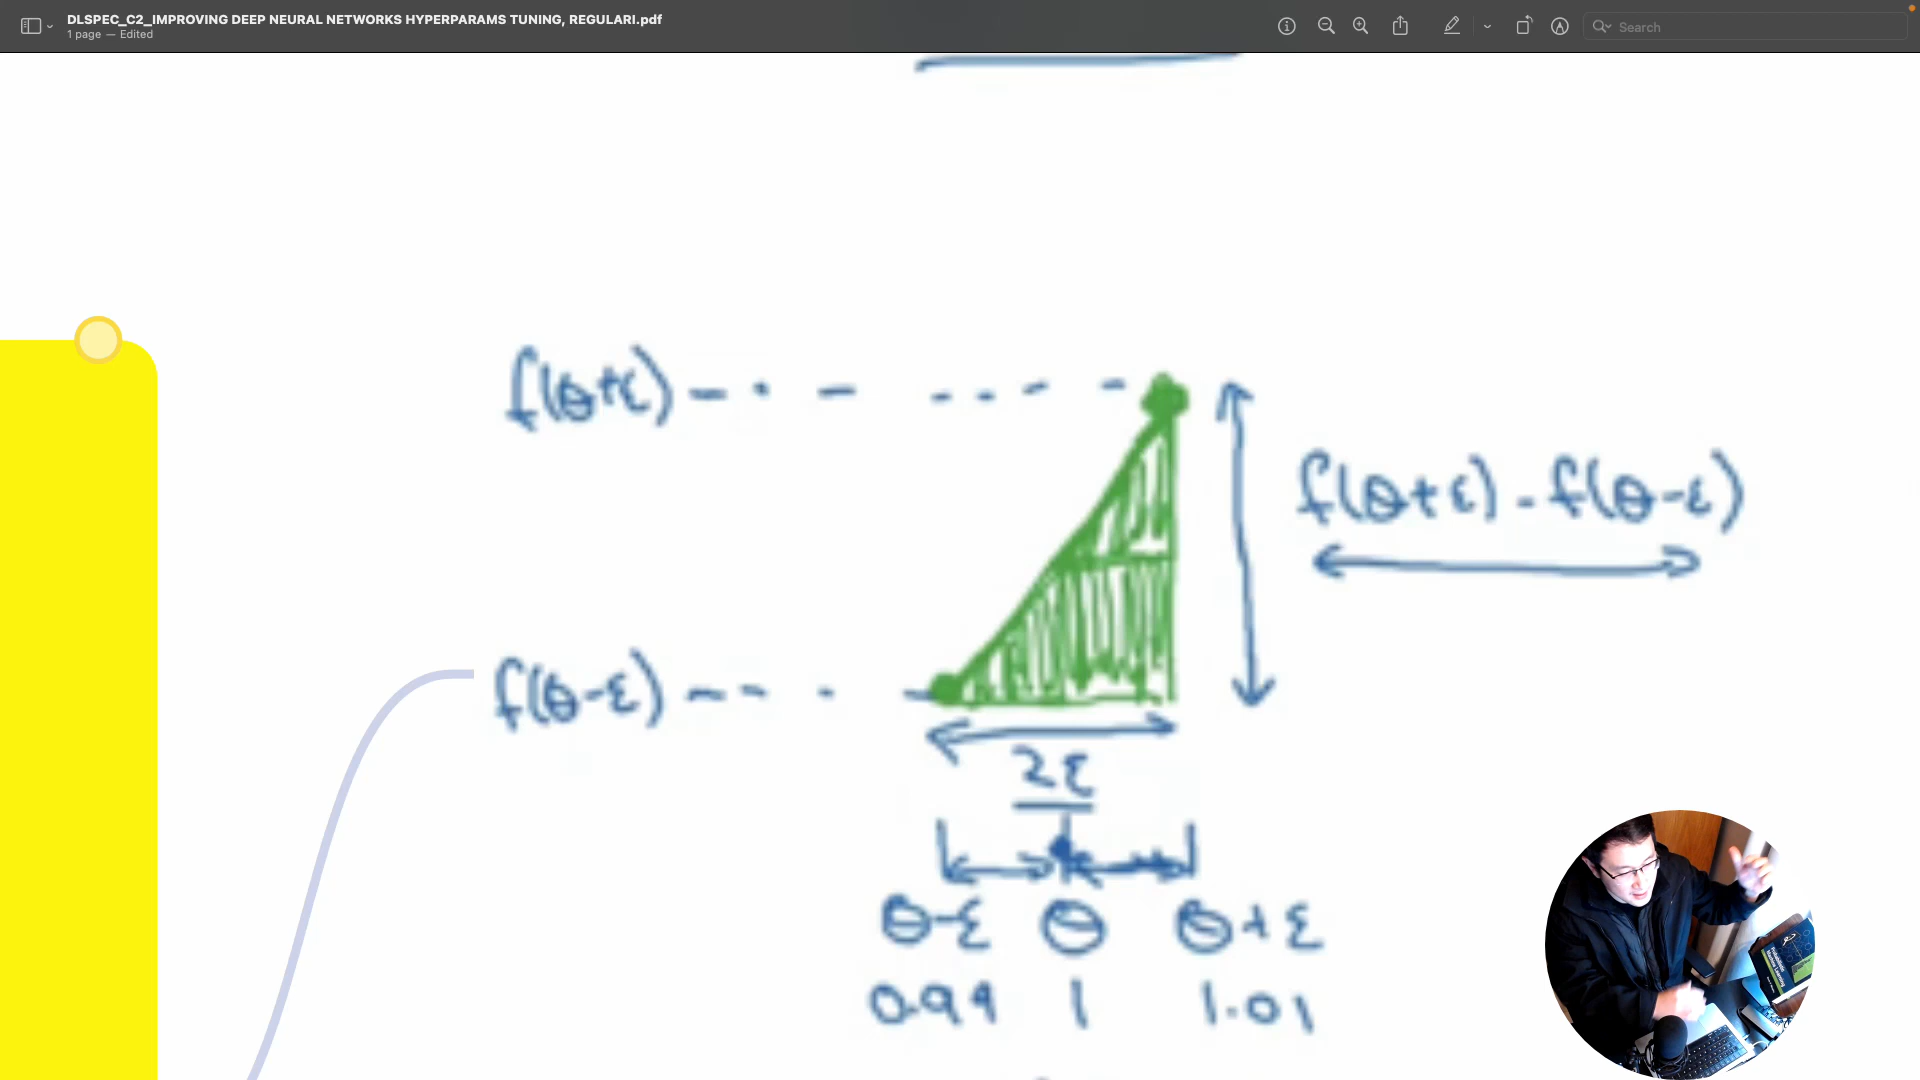 DLSPEC_C2_IMPROVING DEEP NEURAL NETWORKS HYPERPARAMS TUNING, REGULARI.pdf
1 page — Edited
Search
f(θ+ε)
f(θ+ε) - f(θ-ε)
f(θ-ε)
2ε
θ-ε θ θ+ε
0.99 1 1.01